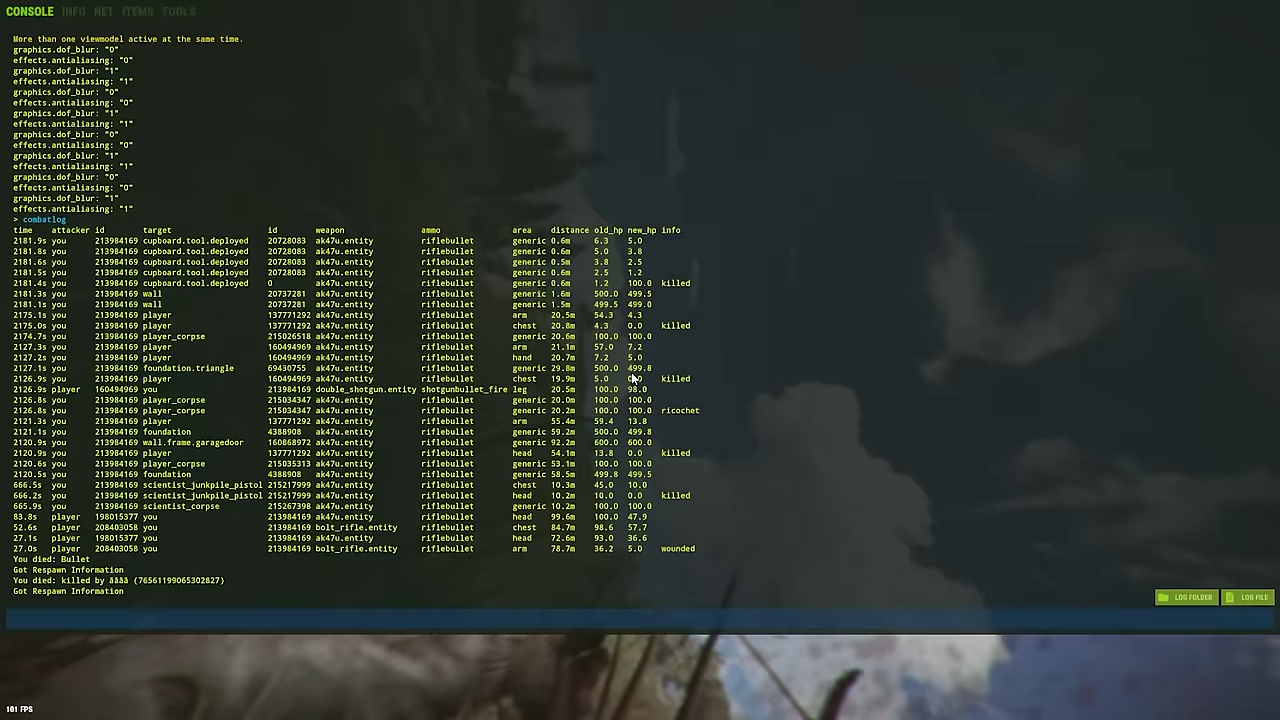 CONSOLE INFO NET ITEMS TOOLS
More than one viewmodel active at the same time.
graphics.dof_blur: "0"
effects.antialiasing: "0"
graphics.dof_blur: "1"
effects.antialiasing: "1"
graphics.dof_blur: "0"
effects.antialiasing: "0"
graphics.dof_blur: "1"
effects.antialiasing: "1"
graphics.dof_blur: "0"
effects.antialiasing: "0"
graphics.dof_blur: "1"
effects.antialiasing: "1"
graphics.dof_blur: "0"
effects.antialiasing: "0"
graphics.dof_blur: "1"
effects.antialiasing: "1"
> combatlog
time attacker id target id weapon ammo area distance old_hp new_hp info
2181.9s you 213984169 cupboard.tool.deployed 20728083 ak47u.entity riflebullet generic 0.6m 6.3 5.0
2181.8s you 213984169 cupboard.tool.deployed 20728083 ak47u.entity riflebullet generic 0.6m 5.0 3.8
2181.6s you 213984169 cupboard.tool.deployed 20728083 ak47u.entity riflebullet generic 0.5m 3.8 2.5
2181.5s you 213984169 cupboard.tool.deployed 20728083 ak47u.entity riflebullet generic 0.6m 2.5 1.2
2181.4s you 213984169 cupboard.tool.deployed 0 ak47u.entity riflebullet generic 0.6m 1.2 100.0 killed
2181.3s you 213984169 wall 20737281 ak47u.entity riflebullet generic 1.6m 500.0 499.5
2181.1s you 213984169 wall 20737281 ak47u.entity riflebullet generic 1.5m 499.5 499.0
2175.1s you 213984169 player 137771292 ak47u.entity riflebullet arm 20.5m 54.3 4.3
2175.0s you 213984169 player 137771292 ak47u.entity riflebullet chest 20.8m 4.3 0.0 killed
2174.7s you 213984169 player_corpse 215026518 ak47u.entity riflebullet generic 20.6m 100.0 100.0
2127.3s you 213984169 player 160494969 ak47u.entity riflebullet arm 21.1m 57.0 7.2
2127.2s you 213984169 player 160494969 ak47u.entity riflebullet hand 20.7m 7.2 5.0
2127.1s you 213984169 foundation.triangle 69430755 ak47u.entity riflebullet generic 29.8m 500.0 499.8
2126.9s you 213984169 player 160494969 ak47u.entity riflebullet chest 19.9m 5.0 0.0 killed
2126.9s player 160494969 you 213984169 double_shotgun.entity shotgunbullet_fire leg 20.5m 100.0 98.0
2126.8s you 213984169 player_corpse 215034347 ak47u.entity riflebullet generic 20.0m 100.0 100.0
2126.8s you 213984169 player_corpse 215034347 ak47u.entity riflebullet generic 20.2m 100.0 100.0 ricochet
2121.3s you 213984169 player 137771292 ak47u.entity riflebullet arm 55.4m 59.4 13.8
2121.1s you 213984169 foundation 4388908 ak47u.entity riflebullet generic 59.2m 500.0 499.8
2120.9s you 213984169 wall.frame.garagedoor 160868972 ak47u.entity riflebullet generic 92.2m 600.0 600.0
2120.9s you 213984169 player 137771292 ak47u.entity riflebullet head 54.1m 13.8 0.0 killed
2120.6s you 213984169 player_corpse 215035313 ak47u.entity riflebullet generic 53.1m 100.0 100.0
2120.5s you 213984169 foundation 4388908 ak47u.entity riflebullet generic 58.5m 499.8 499.5
666.5s you 213984169 scientist_junkpile_pistol 215217999 ak47u.entity riflebullet chest 10.3m 45.0 10.0
666.2s you 213984169 scientist_junkpile_pistol 215217999 ak47u.entity riflebullet head 10.2m 10.0 0.0 killed
665.9s you 213984169 scientist_corpse 215267398 ak47u.entity riflebullet generic 10.2m 100.0 100.0
83.8s player 198015377 you 213984169 ak47u.entity riflebullet head 99.6m 100.0 47.9
52.6s player 208403058 you 213984169 bolt_rifle.entity riflebullet chest 84.7m 98.6 57.7
27.1s player 198015377 you 213984169 ak47u.entity riflebullet head 72.6m 93.0 36.6
27.0s player 208403058 you 213984169 bolt_rifle.entity riflebullet arm 78.7m 36.2 5.0 wounded
You died: Bullet
Got Respawn Information
You died: killed by ââââ (76561199065302827)
Got Respawn Information
LOG FOLDER LOG FILE
101 FPS